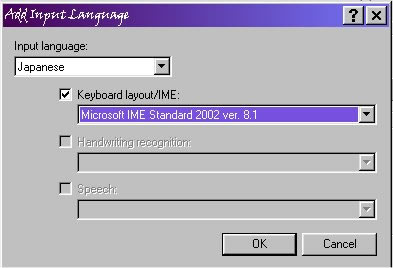 Add Input Language
Input language:
Japanese
Keyboard layout/IME:
Microsoft IME Standard 2002 ver. 8.1
Handwriting recognition:
Speech:
OK Cancel